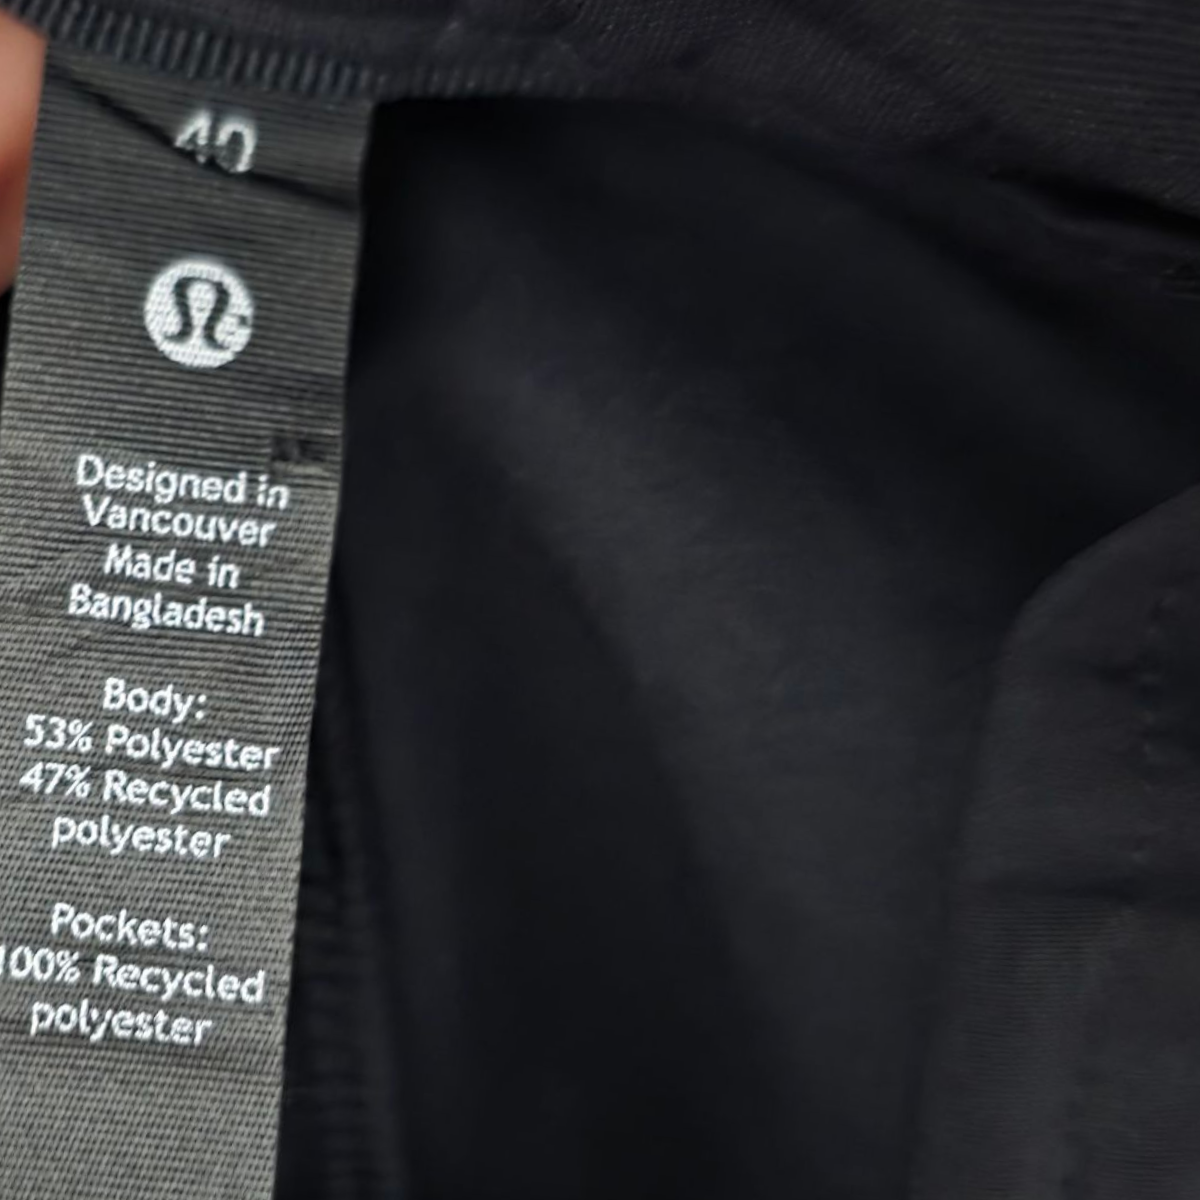 40
Designed in
Vancouver
Made in
Bangladesh
Body:
53% Polyester
47% Recycled
polyester
Pockets:
100% Recycled
polyester